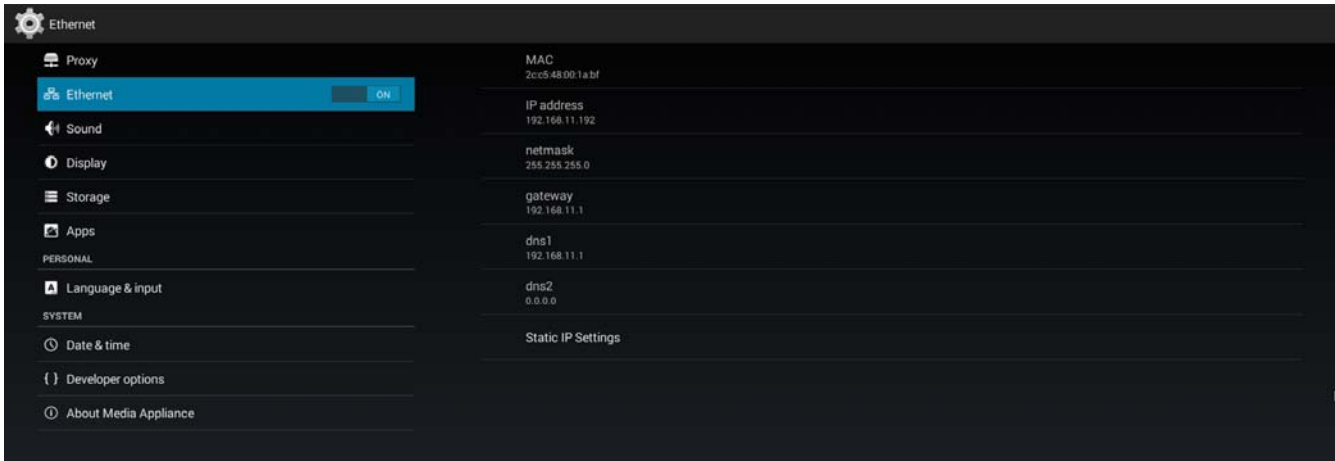 Ethernet
Proxy
Ethernet
ON
Sound
Display
Storage
Apps
PERSONAL
Language & input
SYSTEM
Date & time
Developer options
About Media Appliance
MAC
2c:c5:48:00:1a:bf
IP address
192.168.11.192
netmask
255.255.255.0
gateway
192.168.11.1
dns1
192.168.11.1
dns2
0.0.0.0
Static IP Settings